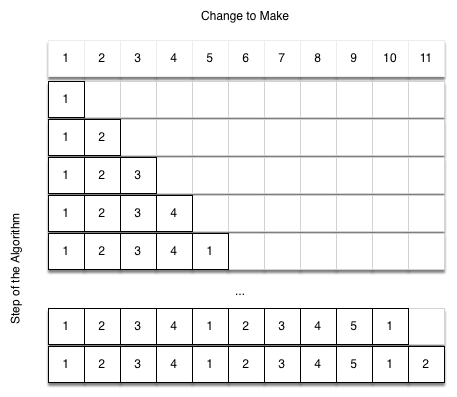 Change to Make
1 2 3 4 5 6 7 8 9 10 11
1
1 2
1 2 3
1 2 3 4
1 2 3 4 1
...
1 2 3 4 1 2 3 4 5 1
1 2 3 4 1 2 3 4 5 1 2
Step of the Algorithm